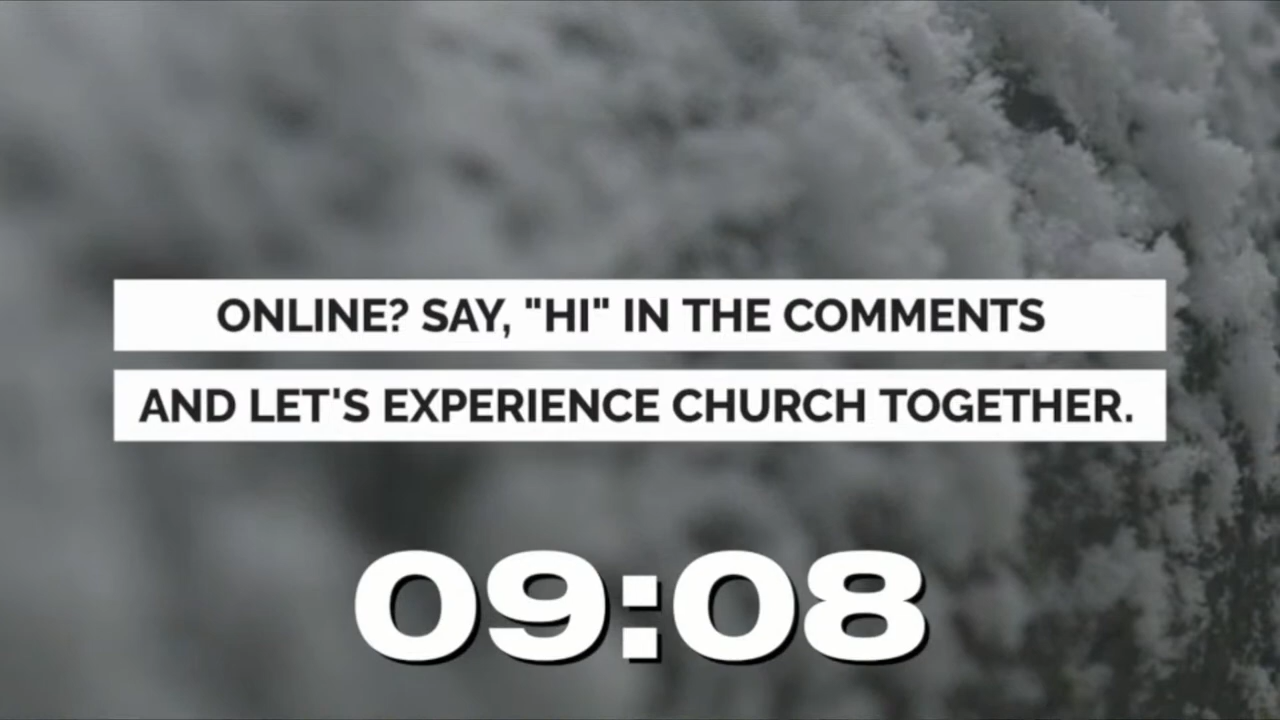 ONLINE? SAY, "HI" IN THE COMMENTS
AND LET'S EXPERIENCE CHURCH TOGETHER.
09:08